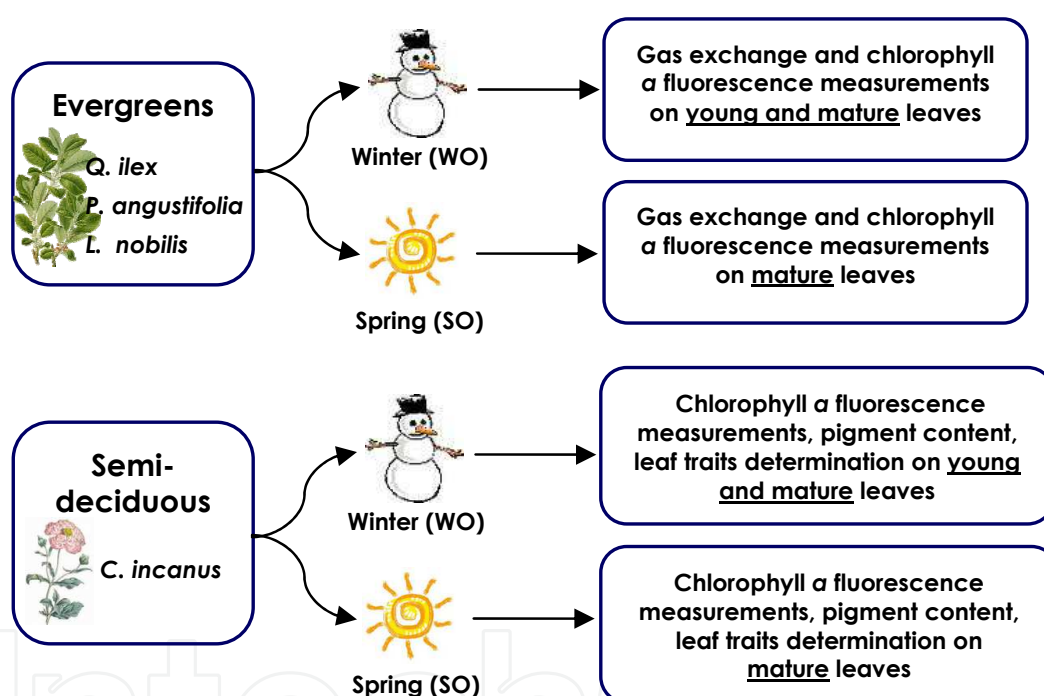 Evergreens
Q. ilex
P. angustifolia
L. nobilis
Winter (WO)
Gas exchange and chlorophyll
a fluorescence measurements
on young and mature leaves
Spring (SO)
Gas exchange and chlorophyll
a fluorescence measurements
on mature leaves
Semi-
deciduous
C. incanus
Winter (WO)
Chlorophyll a fluorescence
measurements, pigment content,
leaf traits determination on young
and mature leaves
Spring (SO)
Chlorophyll a fluorescence
measurements, pigment content,
leaf traits determination on
mature leaves